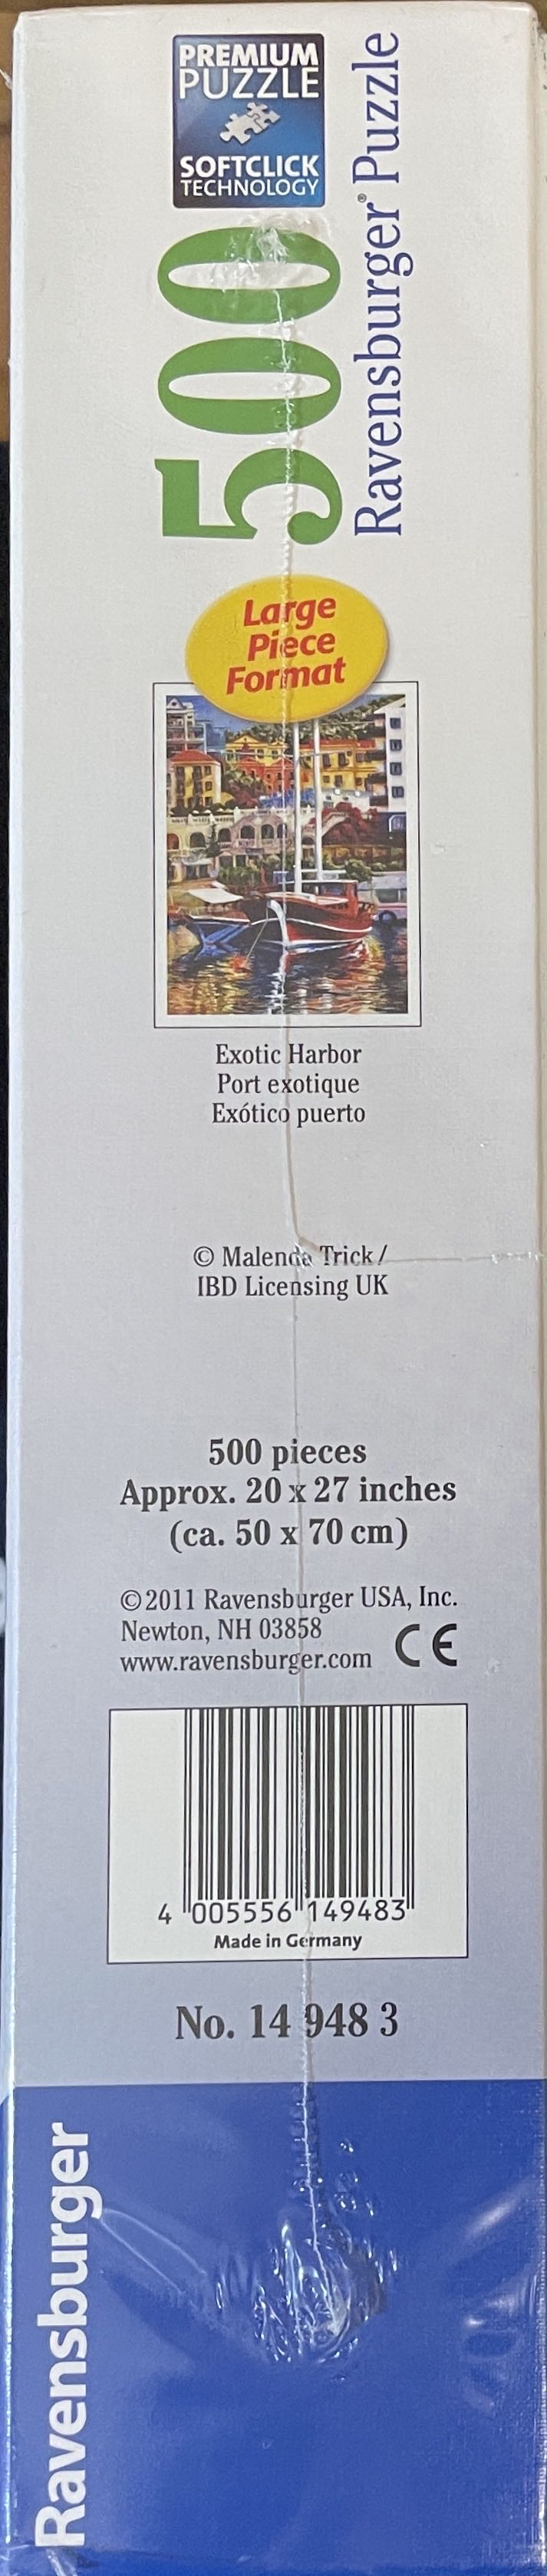 PREMIUM
PUZZLE
SOFTCLICK
TECHNOLOGY
500
Ravensburger® Puzzle
Large
Piece
Format
Exotic Harbor
Port exotique
Exótico puerto
© Malenda Trick /
IBD Licensing UK
500 pieces
Approx. 20 x 27 inches
(ca. 50 x 70 cm)
©2011 Ravensburger USA, Inc.
Newton, NH 03858
www.ravensburger.com
CE
4 005556 149483
Made in Germany
No. 14 948 3
Ravensburger